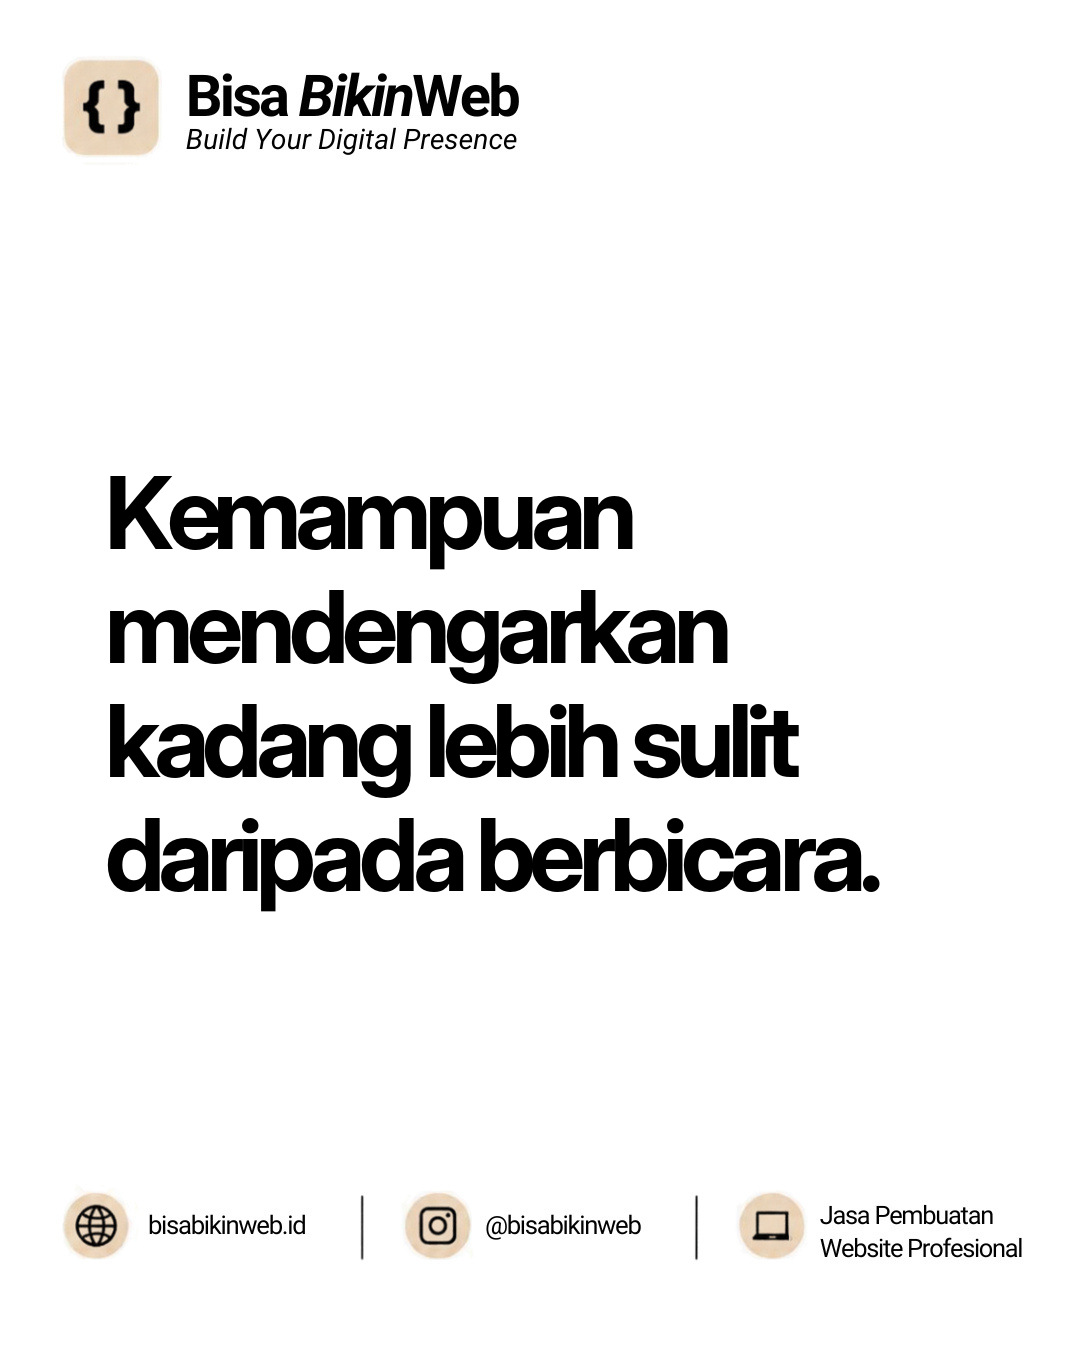 { }
Bisa BikinWeb
Build Your Digital Presence
Kemampuan
mendengarkan
kadang lebih sulit
daripada berbicara.
bisabikinweb.id
@bisabikinweb
Jasa Pembuatan
Website Profesional